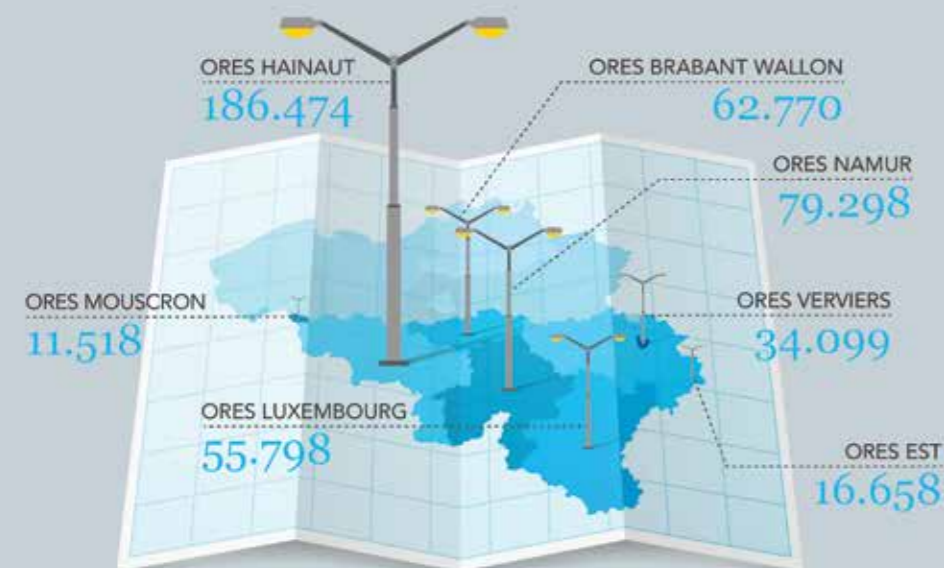 ORES HAINAUT
186.474
ORES BRABANT WALLON
62.770
ORES NAMUR
79.298
ORES MOUSCRON
11.518
ORES VERVIERS
34.099
ORES LUXEMBOURG
55.798
ORES EST
16.658